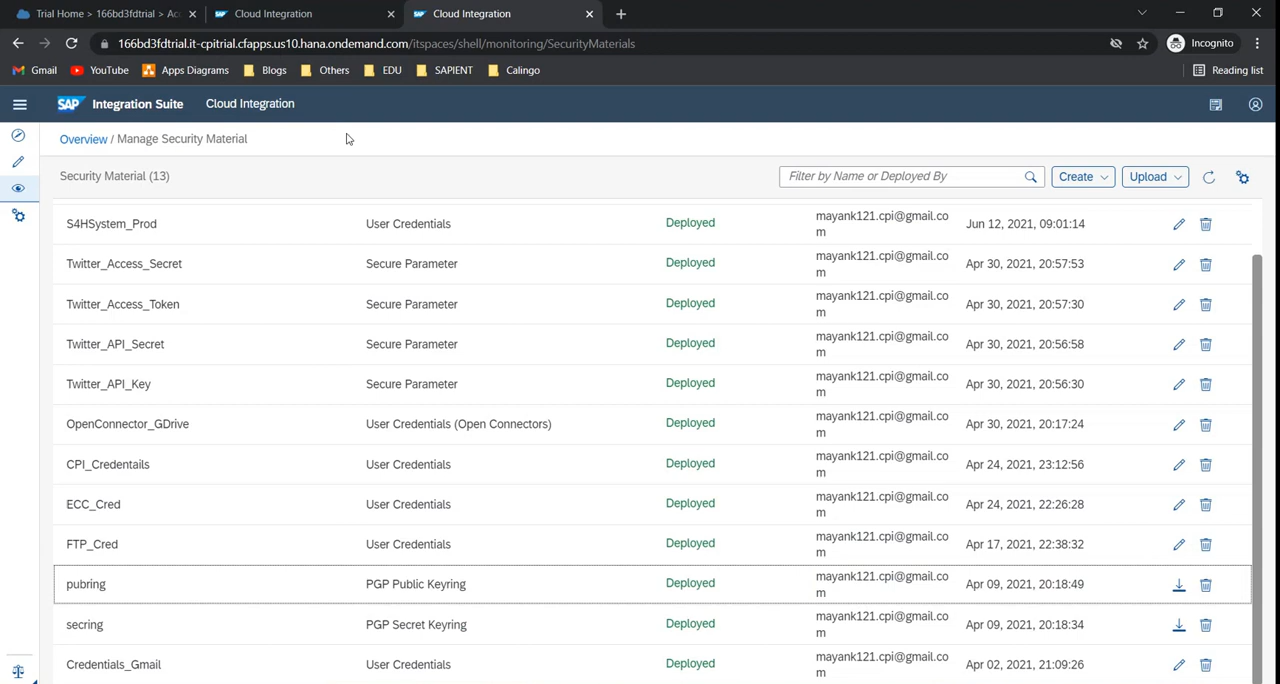 Trial Home > 166bd3fdtrial > Acc
Cloud Integration
Cloud Integration
166bd3fdtrial.it-cpitrial.cfapps.us10.hana.ondemand.com/itspaces/shell/monitoring/SecurityMaterials
Incognito
Gmail
YouTube
Apps Diagrams
Blogs
Others
EDU
SAPIENT
Calingo
Reading list
SAP Integration Suite Cloud Integration
Overview / Manage Security Material
Security Material (13)
Filter by Name or Deployed By
Create
Upload
S4HSystem_Prod User Credentials Deployed mayank121.cpi@gmail.co Jun 12, 2021, 09:01:14
m
Twitter_Access_Secret Secure Parameter Deployed mayank121.cpi@gmail.co Apr 30, 2021, 20:57:53
m
Twitter_Access_Token Secure Parameter Deployed mayank121.cpi@gmail.co Apr 30, 2021, 20:57:30
m
Twitter_API_Secret Secure Parameter Deployed mayank121.cpi@gmail.co Apr 30, 2021, 20:56:58
m
Twitter_API_Key Secure Parameter Deployed mayank121.cpi@gmail.co Apr 30, 2021, 20:56:30
m
OpenConnector_GDrive User Credentials (Open Connectors) Deployed mayank121.cpi@gmail.co Apr 30, 2021, 20:17:24
m
CPI_Credentails User Credentials Deployed mayank121.cpi@gmail.co Apr 24, 2021, 23:12:56
m
ECC_Cred User Credentials Deployed mayank121.cpi@gmail.co Apr 24, 2021, 22:26:28
m
FTP_Cred User Credentials Deployed mayank121.cpi@gmail.co Apr 17, 2021, 22:38:32
m
pubring PGP Public Keyring Deployed mayank121.cpi@gmail.co Apr 09, 2021, 20:18:49
m
secring PGP Secret Keyring Deployed mayank121.cpi@gmail.co Apr 09, 2021, 20:18:34
m
Credentials_Gmail User Credentials Deployed mayank121.cpi@gmail.co Apr 02, 2021, 21:09:26
m